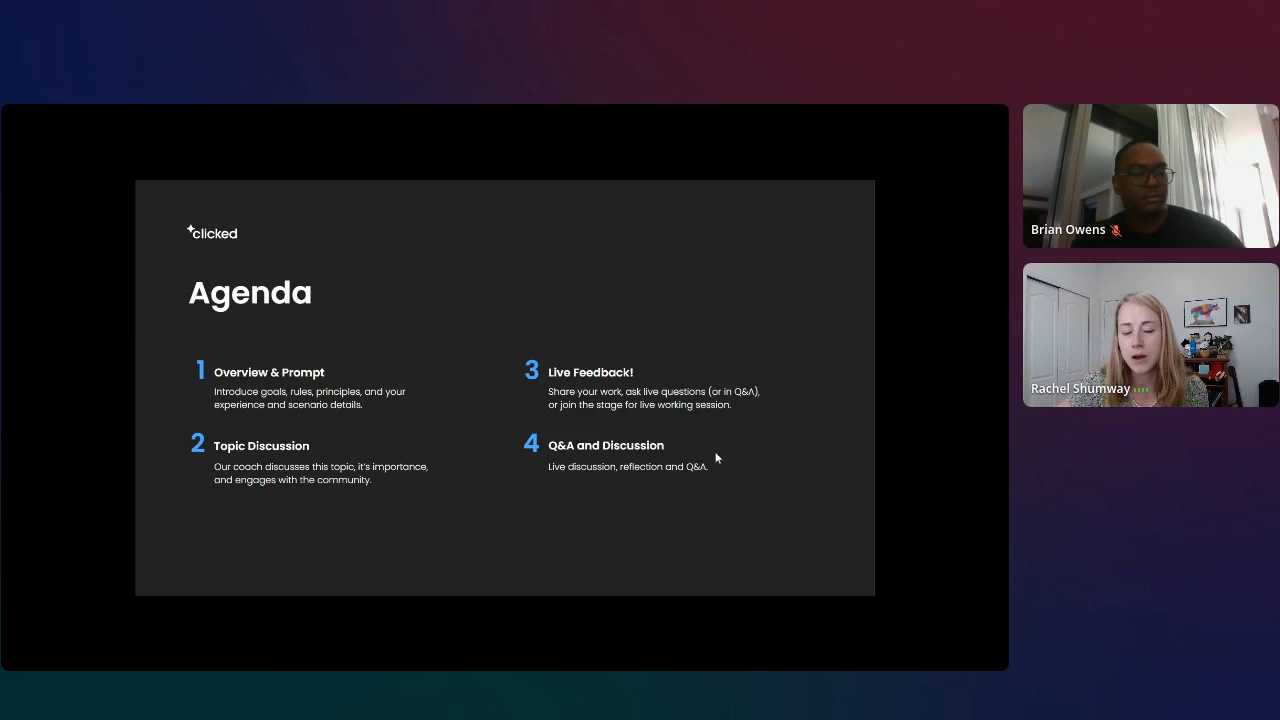 clicked
Agenda
1 Overview & Prompt
Introduce goals, rules, principles, and your
experience and scenario details.
2 Topic Discussion
Our coach discusses this topic, it's importance,
and engages with the community.
3 Live Feedback!
Share your work, ask live questions (or in Q&A),
or join the stage for live working session.
4 Q&A and Discussion
Live discussion, reflection and Q&A.
Brian Owens
Rachel Shumway